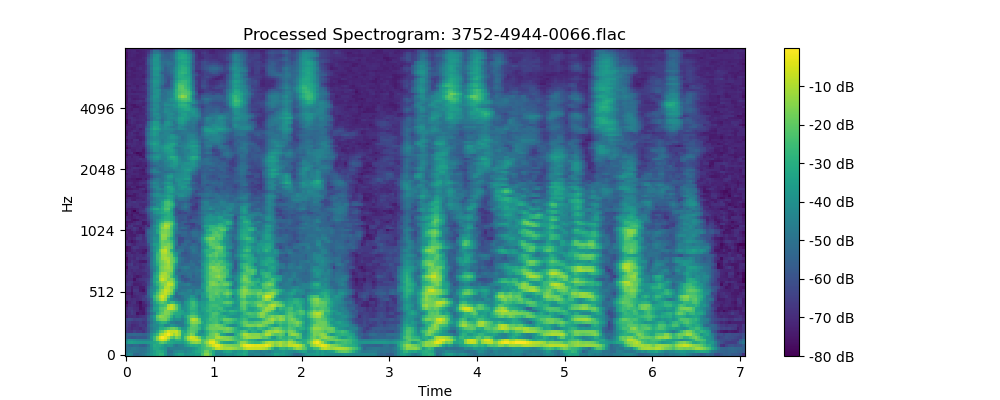 Processed Spectrogram: 3752-4944-0066.flac
Hz
4096
2048
1024
512
0
0 1 2 3 4 5 6 7
Time
-10 dB
-20 dB
-30 dB
-40 dB
-50 dB
-60 dB
-70 dB
-80 dB